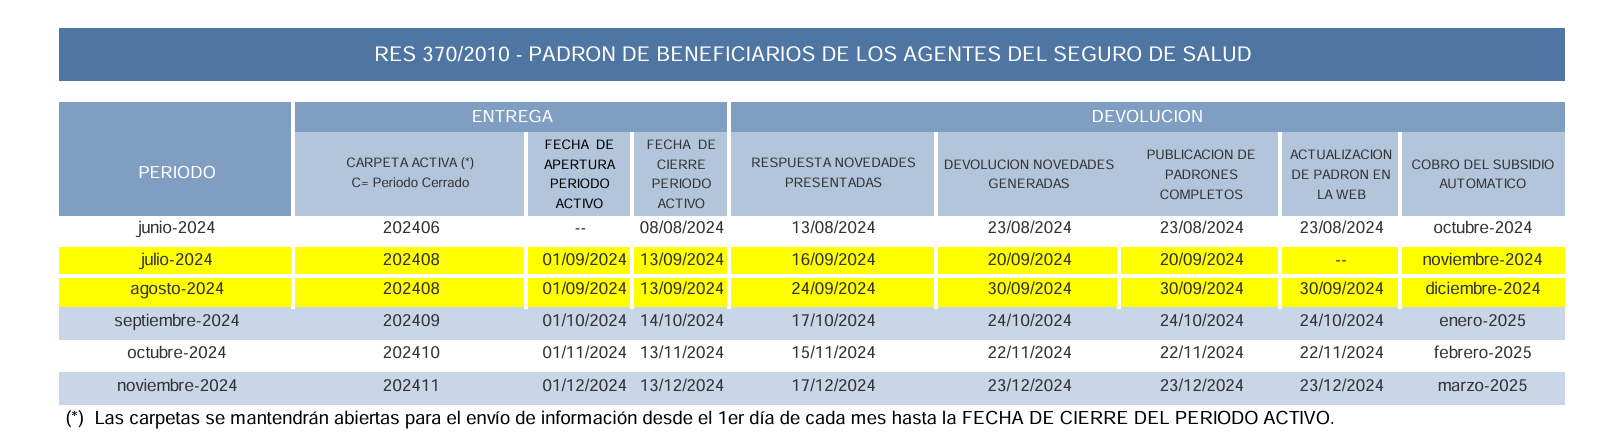 RES 370/2010 - PADRON DE BENEFICIARIOS DE LOS AGENTES DEL SEGURO DE SALUD
PERIODO
ENTREGA
DEVOLUCION
CARPETA ACTIVA (*)
C= Periodo Cerrado
FECHA DE
APERTURA
PERIODO
ACTIVO
FECHA DE
CIERRE
PERIODO
ACTIVO
RESPUESTA NOVEDADES
PRESENTADAS
DEVOLUCION NOVEDADES
GENERADAS
PUBLICACION DE
PADRONES
COMPLETOS
ACTUALIZACION
DE PADRON EN
LA WEB
COBRO DEL SUBSIDIO
AUTOMATICO
junio-2024 202406 -- 08/08/2024 13/08/2024 23/08/2024 23/08/2024 23/08/2024 octubre-2024
julio-2024 202408 01/09/2024 13/09/2024 16/09/2024 20/09/2024 20/09/2024 -- noviembre-2024
agosto-2024 202408 01/09/2024 13/09/2024 24/09/2024 30/09/2024 30/09/2024 30/09/2024 diciembre-2024
septiembre-2024 202409 01/10/2024 14/10/2024 17/10/2024 24/10/2024 24/10/2024 24/10/2024 enero-2025
octubre-2024 202410 01/11/2024 13/11/2024 15/11/2024 22/11/2024 22/11/2024 22/11/2024 febrero-2025
noviembre-2024 202411 01/12/2024 13/12/2024 17/12/2024 23/12/2024 23/12/2024 23/12/2024 marzo-2025
(*) Las carpetas se mantendrán abiertas para el envío de información desde el 1er día de cada mes hasta la FECHA DE CIERRE DEL PERIODO ACTIVO.